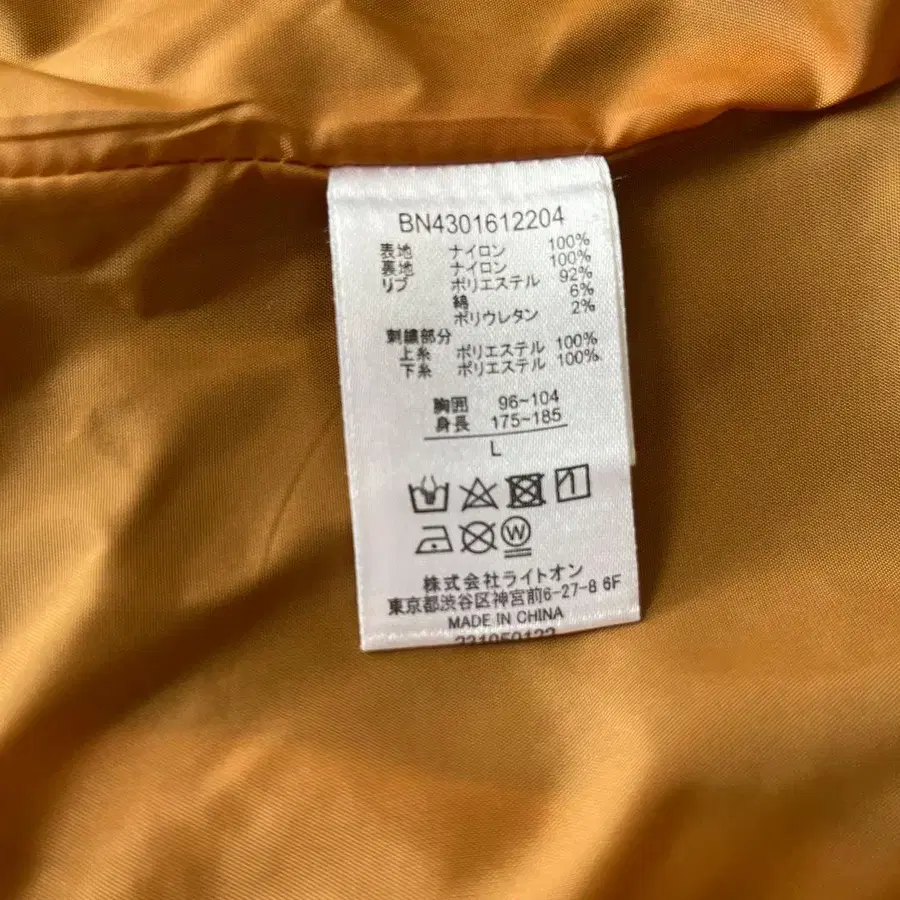 BN4301612204
表地 ナイロン 100%
裏地 ナイロン 100%
リブ ポリエステル 92%
綿 6%
ポリウレタン 2%
刺繍部分
上糸 ポリエステル 100%
下糸 ポリエステル 100%
胸囲 96~104
身長 175~185
L
W
株式会社ライトオン
東京都渋谷区神宮前6-27-8 6F
MADE IN CHINA